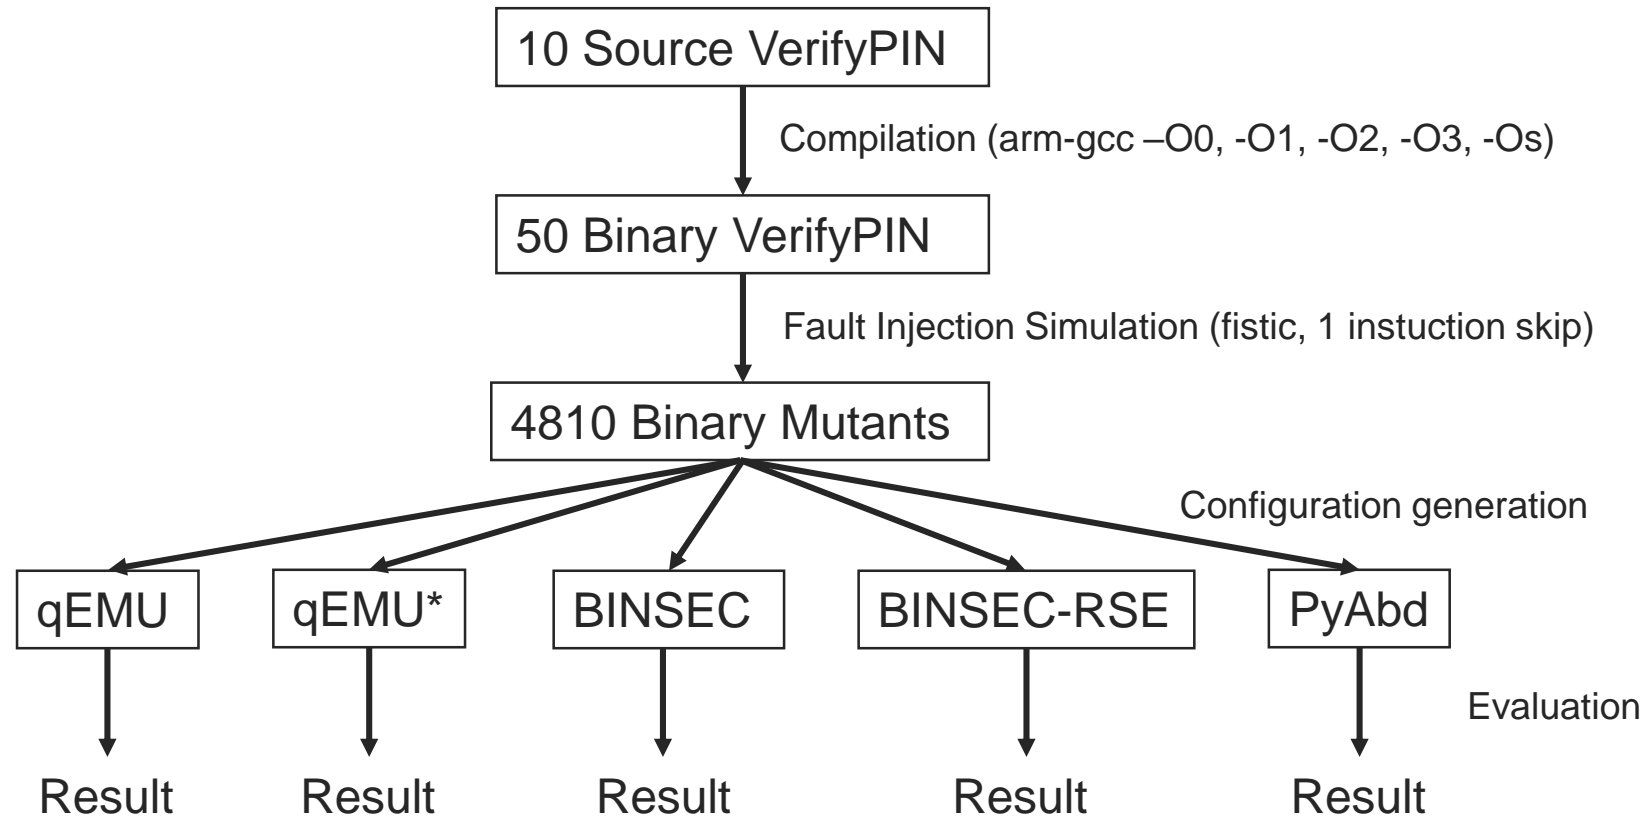 10 Source VerifyPIN
Compilation (arm-gcc –O0, -O1, -O2, -O3, -Os)
50 Binary VerifyPIN
Fault Injection Simulation (fistic, 1 instuction skip)
4810 Binary Mutants
Configuration generation
qEMU
qEMU*
BINSEC
BINSEC-RSE
PyAbd
Evaluation
Result
Result
Result
Result
Result